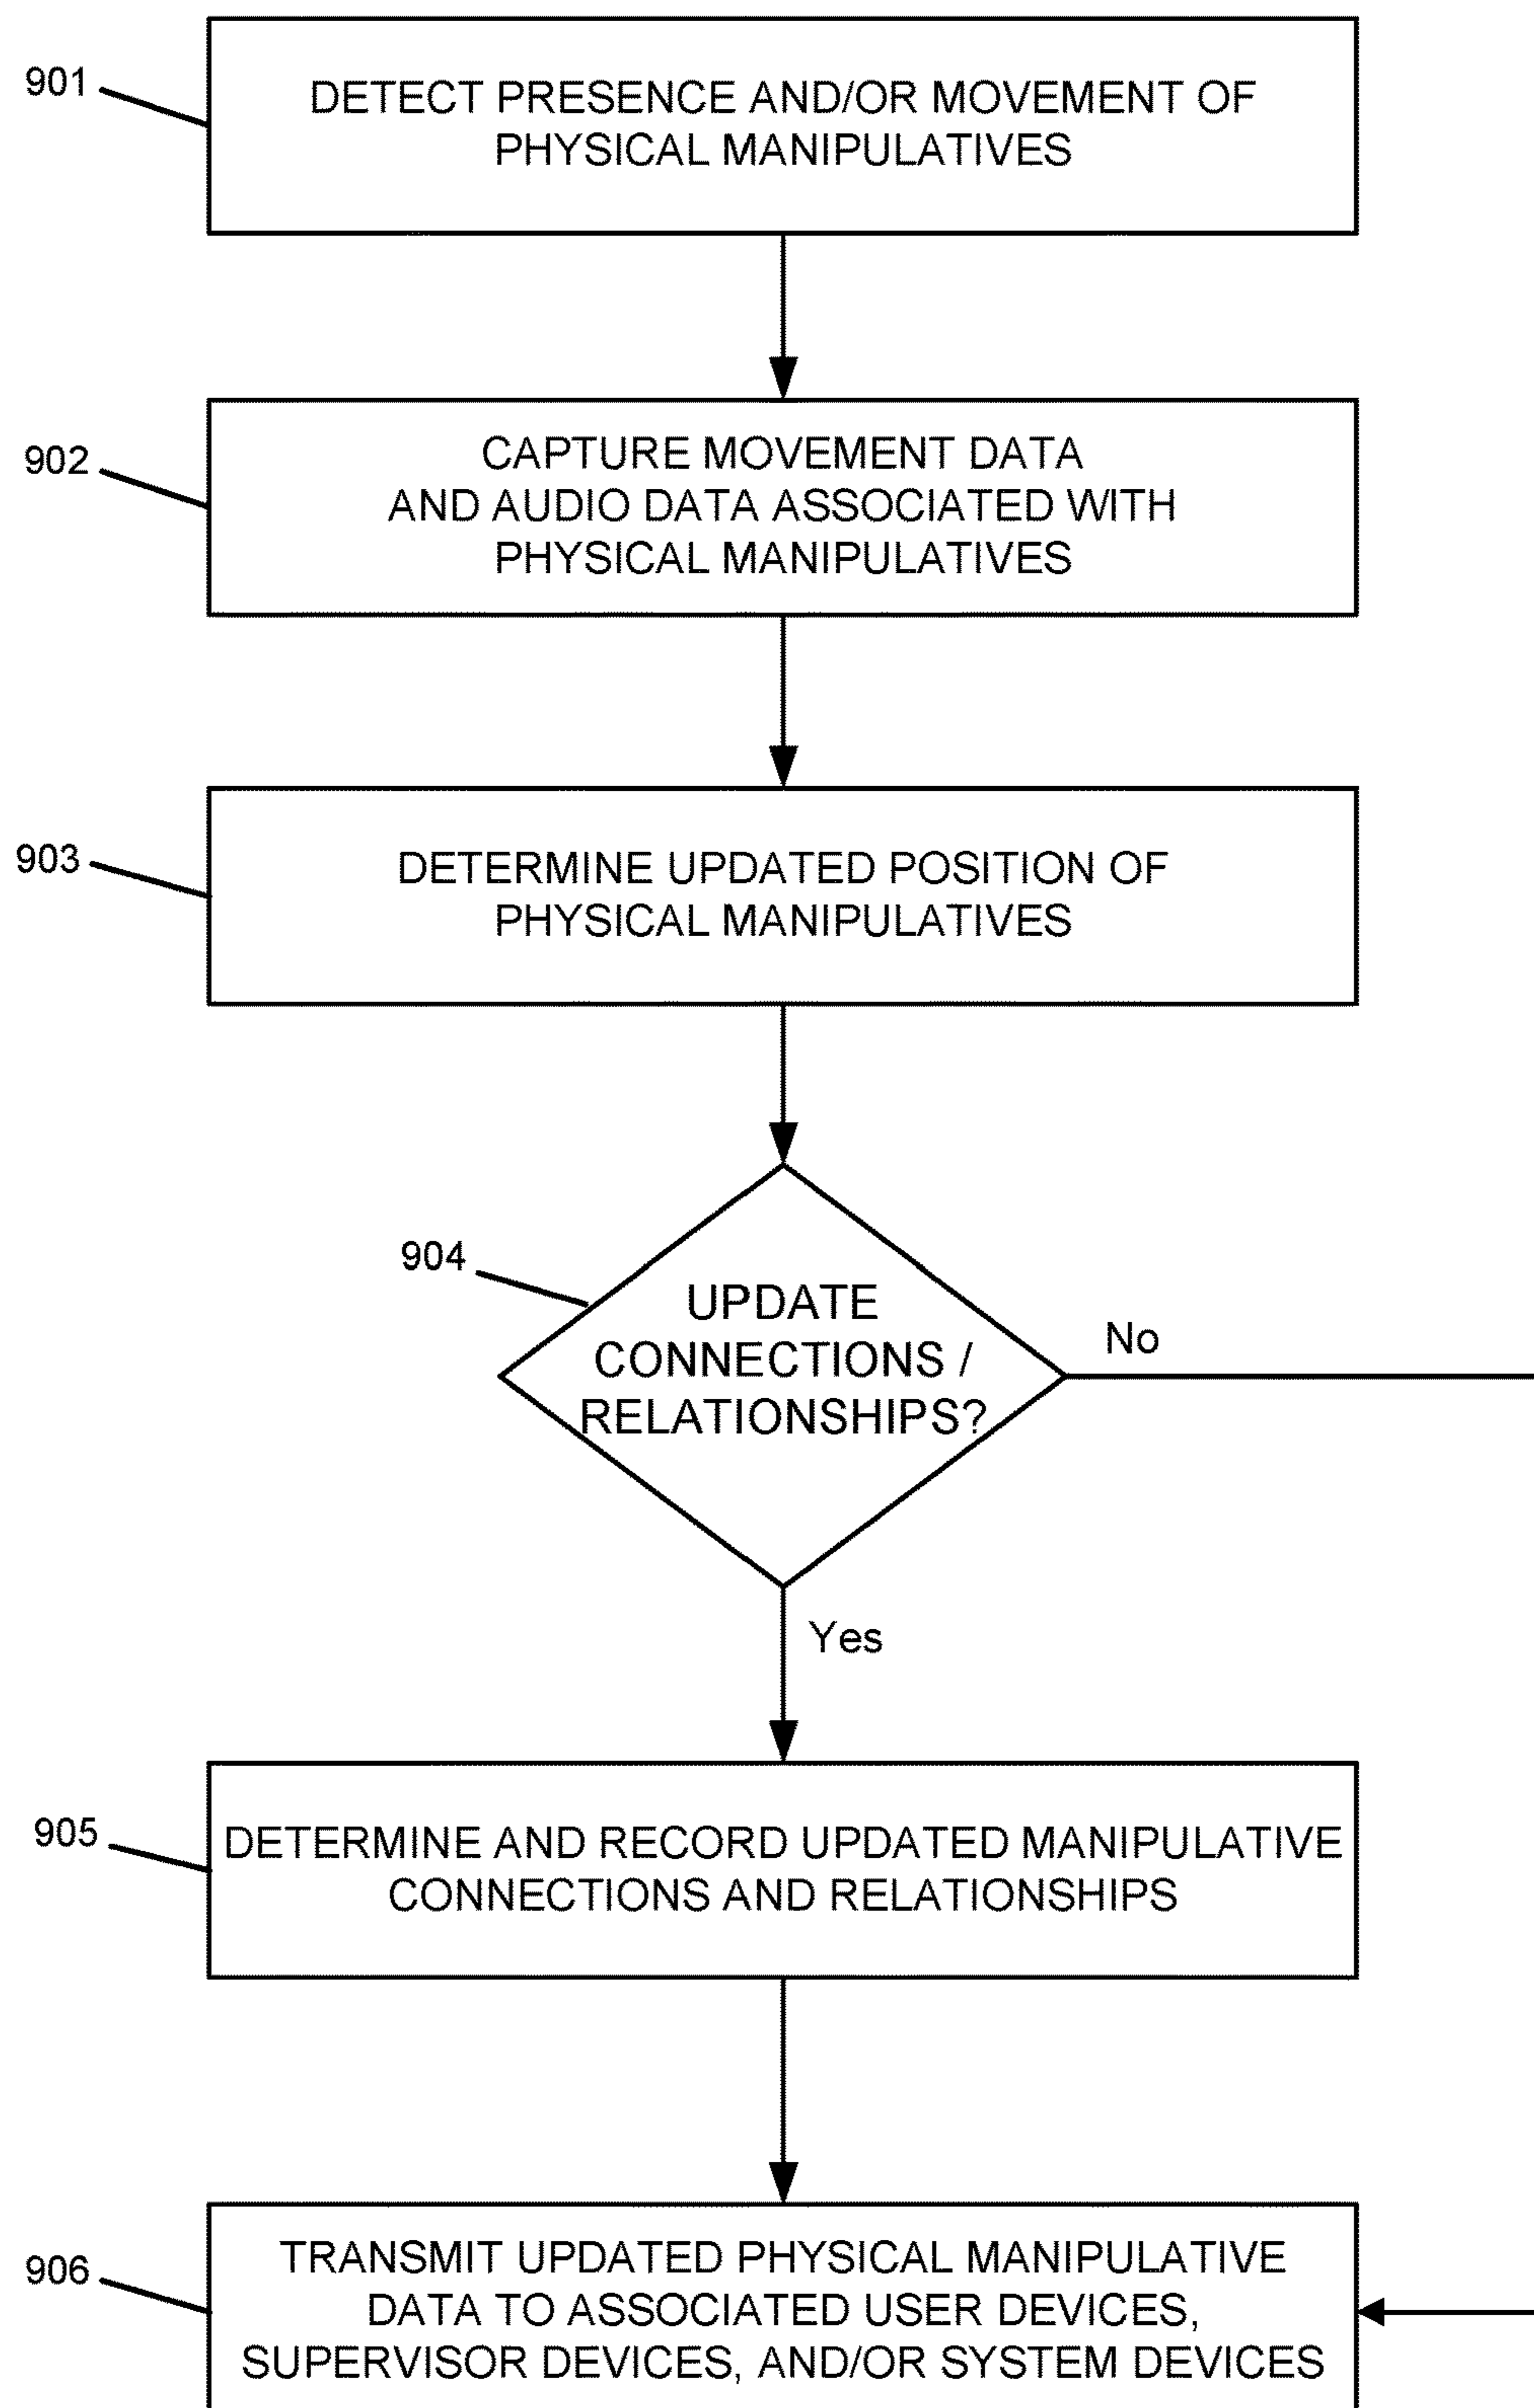 901
DETECT PRESENCE AND/OR MOVEMENT OF
PHYSICAL MANIPULATIVES
902
CAPTURE MOVEMENT DATA
AND AUDIO DATA ASSOCIATED WITH
PHYSICAL MANIPULATIVES
903
DETERMINE UPDATED POSITION OF
PHYSICAL MANIPULATIVES
904
UPDATE
CONNECTIONS /
RELATIONSHIPS?
No
Yes
905
DETERMINE AND RECORD UPDATED MANIPULATIVE
CONNECTIONS AND RELATIONSHIPS
906
TRANSMIT UPDATED PHYSICAL MANIPULATIVE
DATA TO ASSOCIATED USER DEVICES,
SUPERVISOR DEVICES, AND/OR SYSTEM DEVICES